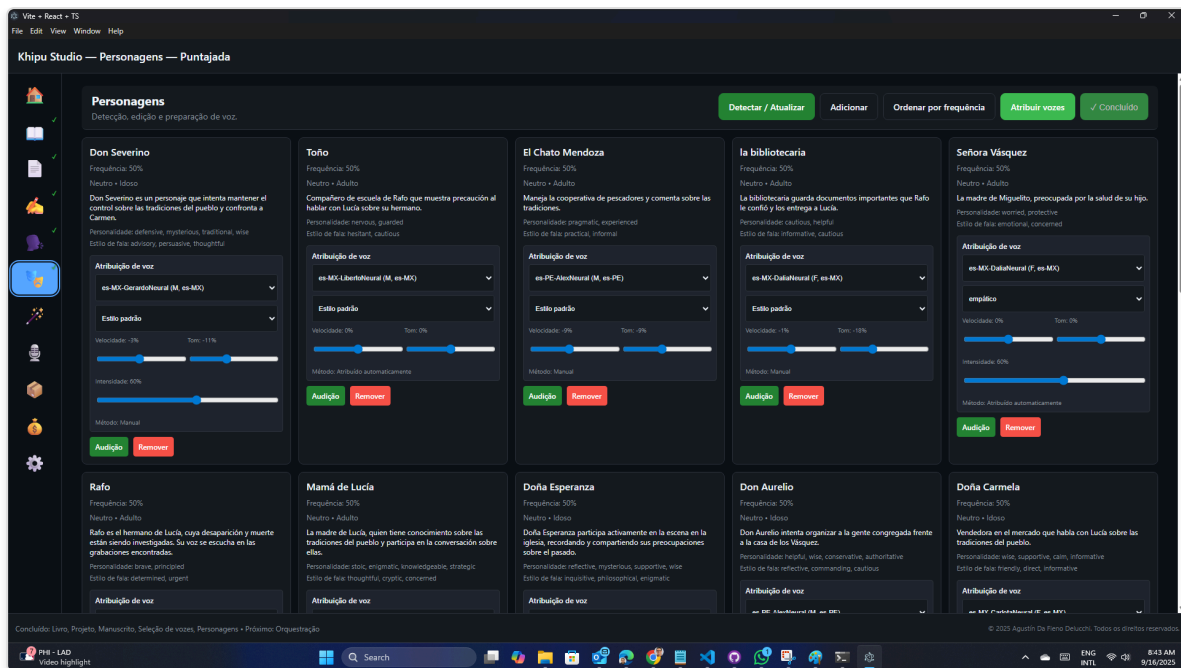 Vite + React + TS
File Edit View Window Help
Khipu Studio — Personagens — Puntajada
Personagens
Detecção, edição e preparação de voz.
Detectar / Atualizar
Adicionar
Ordenar por frequência
Atribuir vozes
✓ Concluído
Don Severino
Frequência: 50%
Neutro • Idoso
Don Severino es un personaje que intenta mantener el
control sobre las tradiciones del pueblo y confronta a
Carmen.
Personalidade: defensive, mysterious, traditional, wise
Estilo de fala: advisory, persuasive, thoughtful
Atribuição de voz
es-MX-GerardoNeural (M, es-MX)
Estilo padrão
Velocidade: -3% Tom: -11%
Intensidade: 60%
Método: Manual
Audição Remover
Toño
Frequência: 50%
Neutro • Adulto
Compañero de escuela de Rafo que muestra precaución al
hablar con Lucía sobre su hermano.
Personalidade: nervous, guarded
Estilo de fala: hesitant, cautious
Atribuição de voz
es-MX-LibertoNeural (M, es-MX)
Estilo padrão
Velocidade: 0% Tom: 0%
Método: Atribuído automaticamente
Audição Remover
El Chato Mendoza
Frequência: 50%
Neutro • Adulto
Maneja la cooperativa de pescadores y comenta sobre las
tradiciones.
Personalidade: pragmatic, experienced
Estilo de fala: practical, informal
Atribuição de voz
es-PE-AlexNeural (M, es-PE)
Estilo padrão
Velocidade: -9% Tom: -9%
Método: Manual
Audição Remover
la bibliotecaria
Frequência: 50%
Neutro • Adulto
La bibliotecaria guarda documentos importantes que Rafo
le confió y los entrega a Lucía.
Personalidade: cautious, helpful
Estilo de fala: informative, cautious
Atribuição de voz
es-MX-DaliaNeural (F, es-MX)
Estilo padrão
Velocidade: -1% Tom: -18%
Método: Manual
Audição Remover
Señora Vásquez
Frequência: 50%
Neutro • Adulto
La madre de Miguelito, preocupada por la salud de su hijo.
Personalidade: worried, protective
Estilo de fala: emotional, concerned
Atribuição de voz
es-MX-DaliaNeural (F, es-MX)
empático
Velocidade: 0% Tom: 0%
Intensidade: 60%
Método: Atribuído automaticamente
Audição Remover
Rafo
Frequência: 50%
Neutro • Adulto
Rafo es el hermano de Lucía, cuya desaparición y muerte
están siendo investigadas. Su voz se escucha en las
grabaciones encontradas.
Personalidade: brave, principled
Estilo de fala: determined, urgent
Atribuição de voz
Mamá de Lucía
Frequência: 50%
Neutro • Adulto
La madre de Lucía, quien tiene conocimiento sobre las
tradiciones del pueblo y participa en la conversación sobre
ellas.
Personalidade: stoic, enigmatic, knowledgeable, strategic
Estilo de fala: thoughtful, cryptic, concerned
Atribuição de voz
Doña Esperanza
Frequência: 50%
Neutro • Idoso
Doña Esperanza participa activamente en la escena en la
iglesia, recordando y compartiendo sus preocupaciones
sobre el pasado.
Personalidade: reflective, mysterious, supportive, wise
Estilo de fala: inquisitive, philosophical, enigmatic
Atribuição de voz
Don Aurelio
Frequência: 50%
Neutro • Idoso
Don Aurelio intenta organizar a la gente congregada frente
a la casa de los Vásquez.
Personalidade: helpful, wise, conservative, authoritative
Estilo de fala: reflective, commanding, cautious
Atribuição de voz
es-PE-AlexNeural (M, es-PE)
Doña Carmela
Frequência: 50%
Neutro • Idoso
Vendedora en el mercado que habla con Lucía sobre las
tradiciones del pueblo.
Personalidade: wise, supportive, calm, informative
Estilo de fala: friendly, direct, informative
Atribuição de voz
es-MX-CarlotaNeural (F, es-MX)
Concluído: Livro, Projeto, Manuscrito, Seleção de vozes, Personagens • Próximo: Orquestração
© 2025 Agustín Da Fieno Delucchi. Todos os direitos reservados.
7
PHI - LAD
Video highlight
Search
ENG
INTL
8:43 AM
9/16/2025